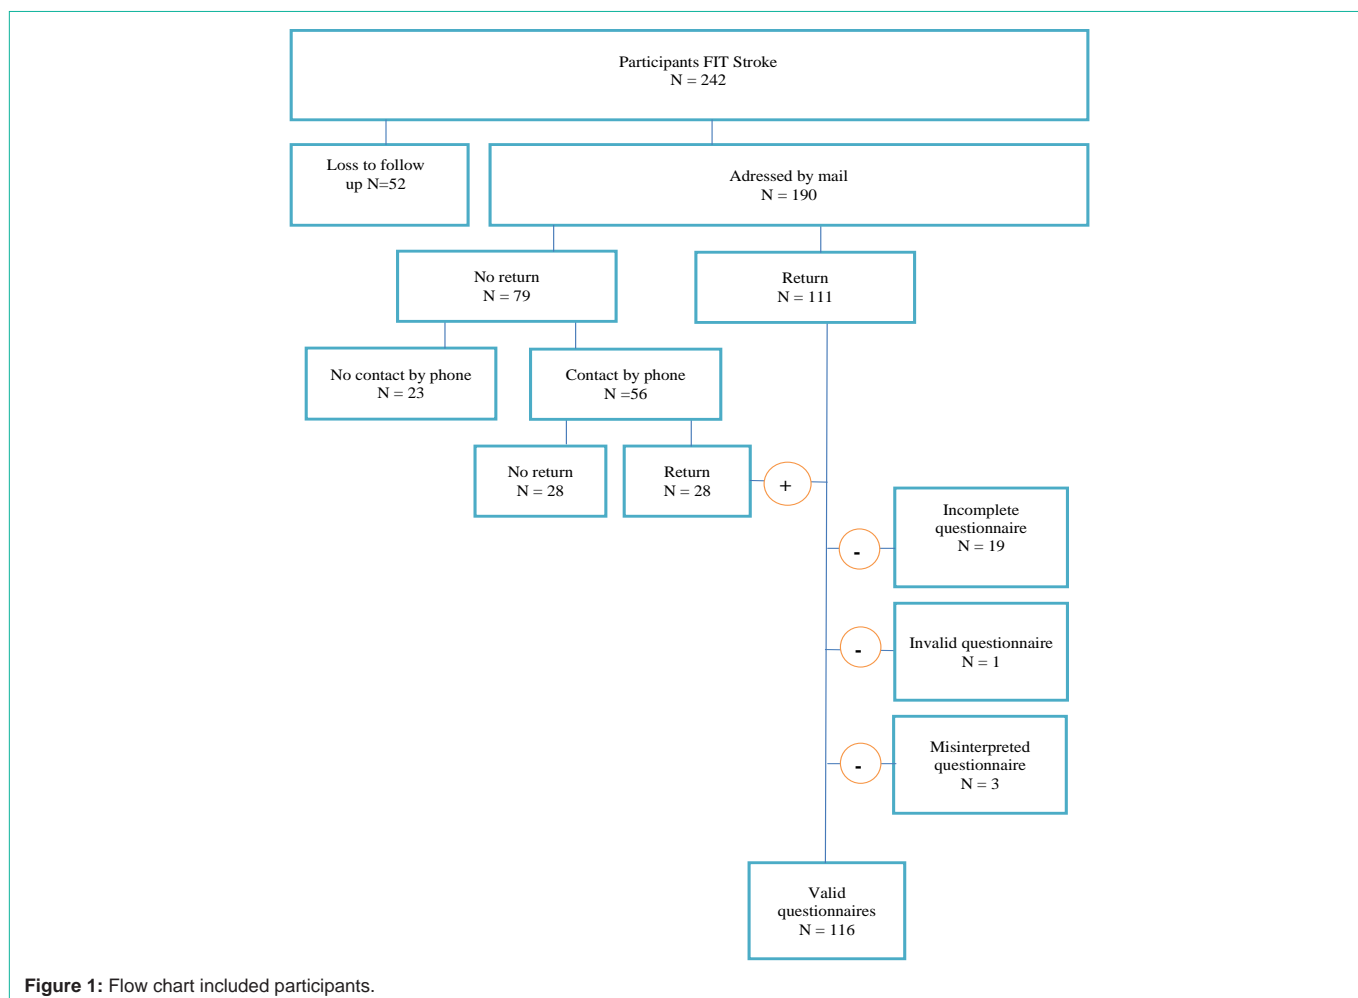 Participants FIT Stroke
N = 242
Loss to follow
up N=52
Adressed by mail
N = 190
No return
N = 79
Return
N = 111
No contact by phone
N = 23
Contact by phone
N =56
No return
N = 28
Return
N = 28
+
Incomplete
questionnaire
N = 19
-
Invalid questionnaire
N = 1
-
Misinterpreted
questionnaire
N = 3
-
Valid
questionnaires
N = 116
Figure 1: Flow chart included participants.